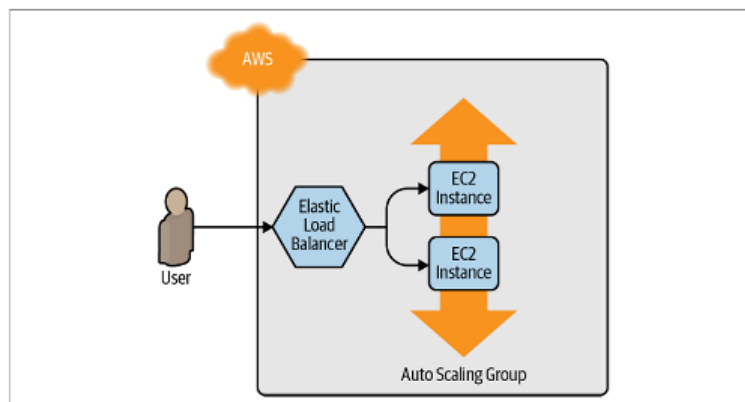 AWS
Elastic
Load
Balancer
EC2
Instance
EC2
Instance
User
Auto Scaling Group